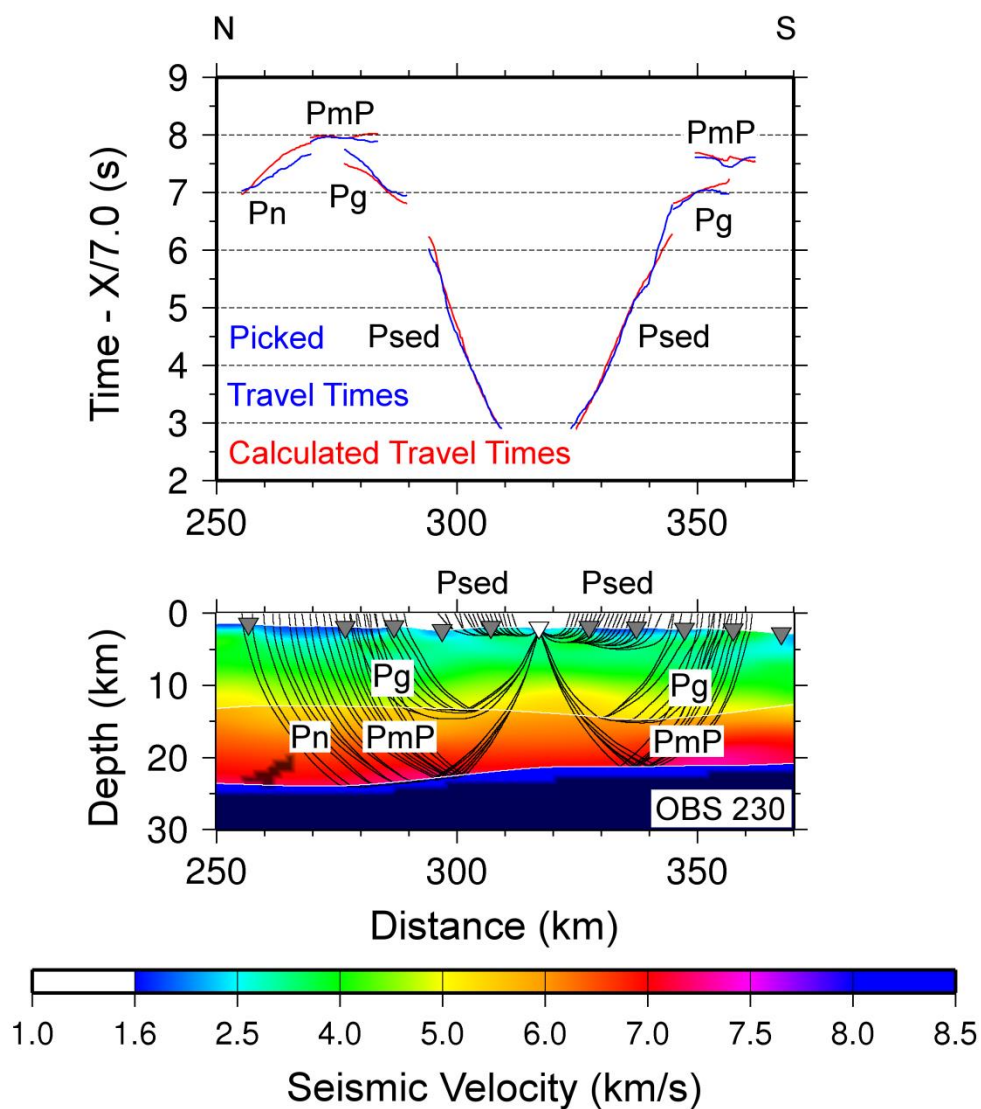 N S
9
8
7
6
5
4
3
2
Time - X/7.0 (s)
PmP
Pn
Pg
PmP
Pg
Psed
Psed
Picked
Travel Times
Calculated Travel Times
250 300 350
Psed Psed
0
10
20
30
Depth (km)
Pg
Pn
PmP
Pg
PmP
OBS 230
250 300 350
Distance (km)
1.0 1.6 2.5 4.0 5.0 6.0 7.0 7.5 8.0 8.5
Seismic Velocity (km/s)